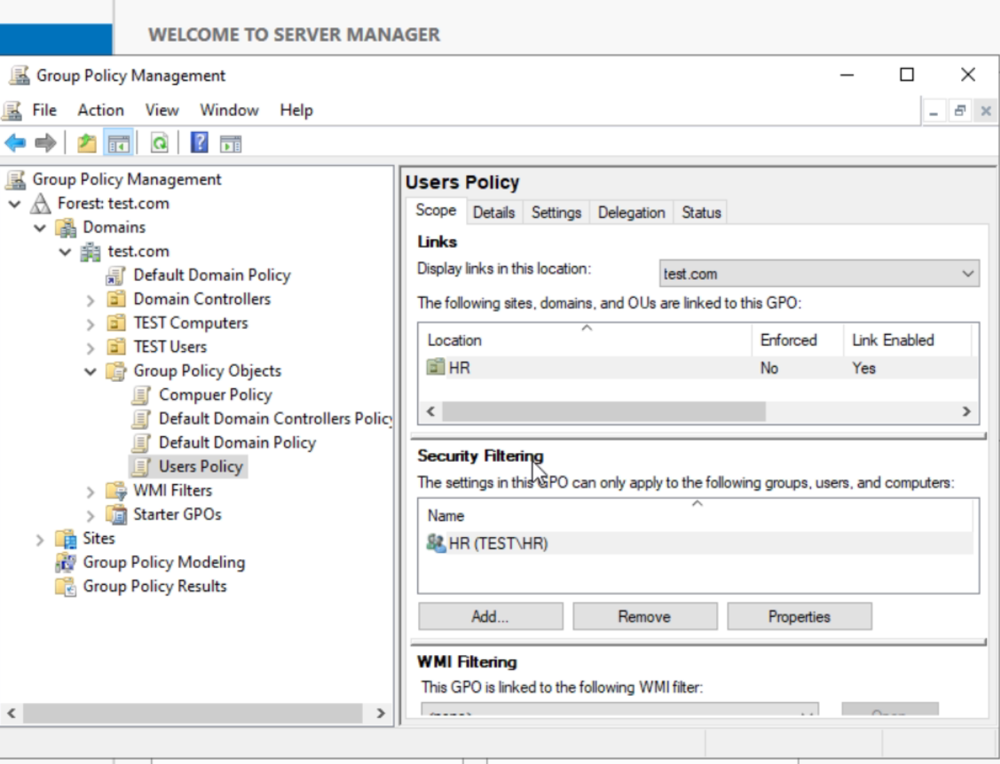 WELCOME TO SERVER MANAGER
Group Policy Management
File Action View Window Help
Group Policy Management
Forest: test.com
Domains
test.com
Default Domain Policy
Domain Controllers
TEST Computers
TEST Users
Group Policy Objects
Compuer Policy
Default Domain Controllers Policy
Default Domain Policy
Users Policy
WMI Filters
Starter GPOs
Sites
Group Policy Modeling
Group Policy Results
Users Policy
Scope Details Settings Delegation Status
Links
Display links in this location: test.com
The following sites, domains, and OUs are linked to this GPO:
Location Enforced Link Enabled
HR No Yes
Security Filtering
The settings in this GPO can only apply to the following groups, users, and computers:
Name
HR (TEST\HR)
Add... Remove Properties
WMI Filtering
This GPO is linked to the following WMI filter: